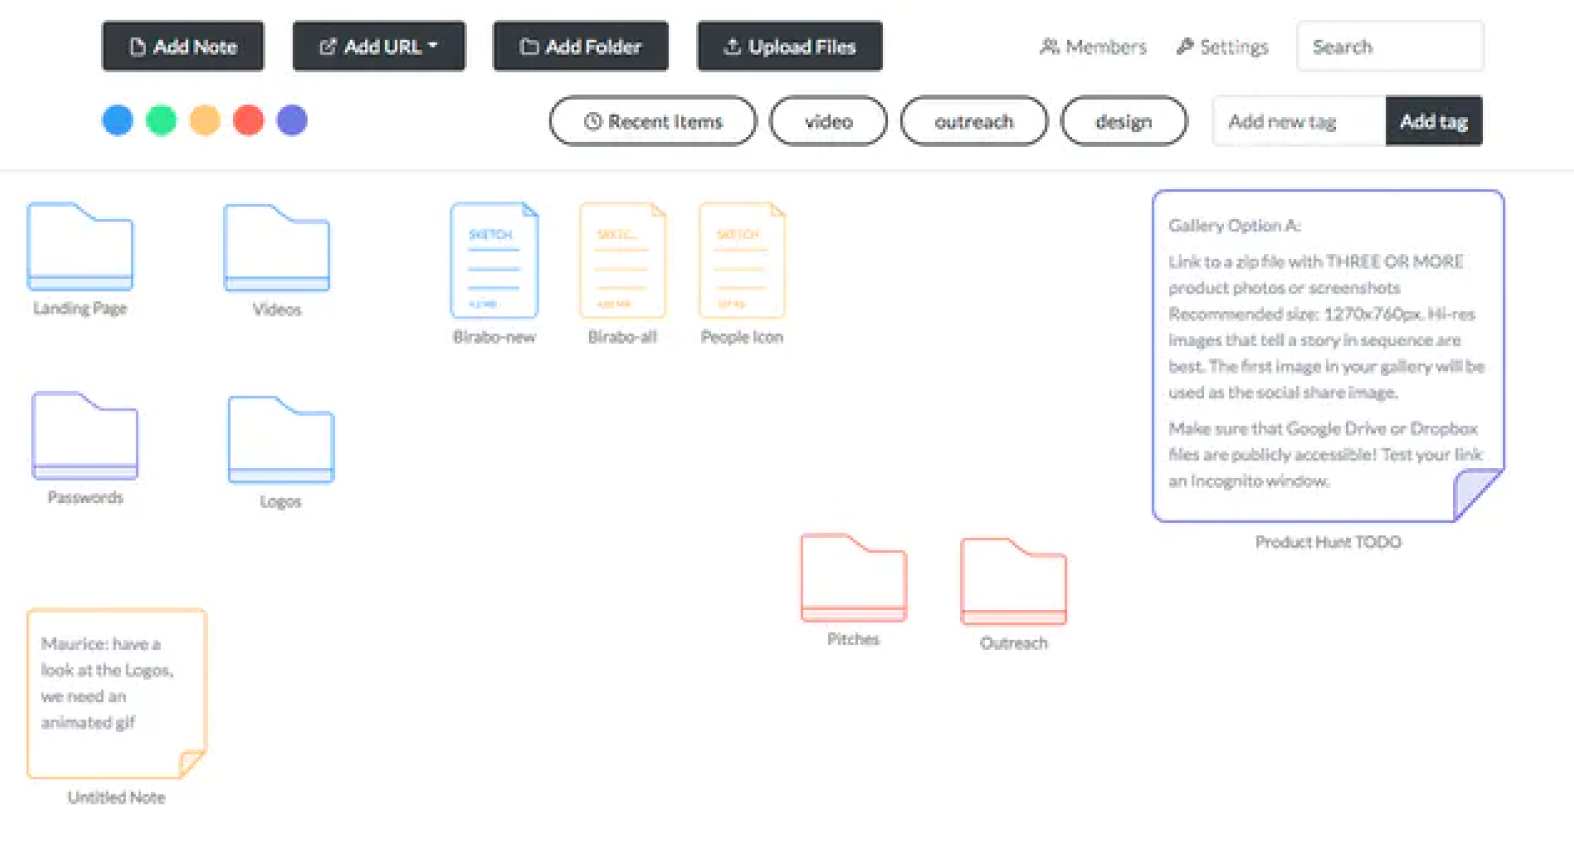 Add Note
Add URL
Add Folder
Upload Files
Members
Settings
Search
Recent Items
video
outreach
design
Add new tag
Add tag
Landing Page
Videos
SKETCH
4.2 MB
Birabo-new
SKETC...
Birabo-all
SKETCH
People Icon
Gallery Option A:
Link to a zip file with THREE OR MORE
product photos or screenshots
Recommended size: 1270x760px. Hi-res
images that tell a story in sequence are
best. The first image in your gallery will be
used as the social share image.
Make sure that Google Drive or Dropbox
files are publicly accessible! Test your link
an Incognito window.
Product Hunt TODO
Passwords
Logos
Pitches
Outreach
Maurice: have a
look at the Logos,
we need an
animated gif
Untitled Note